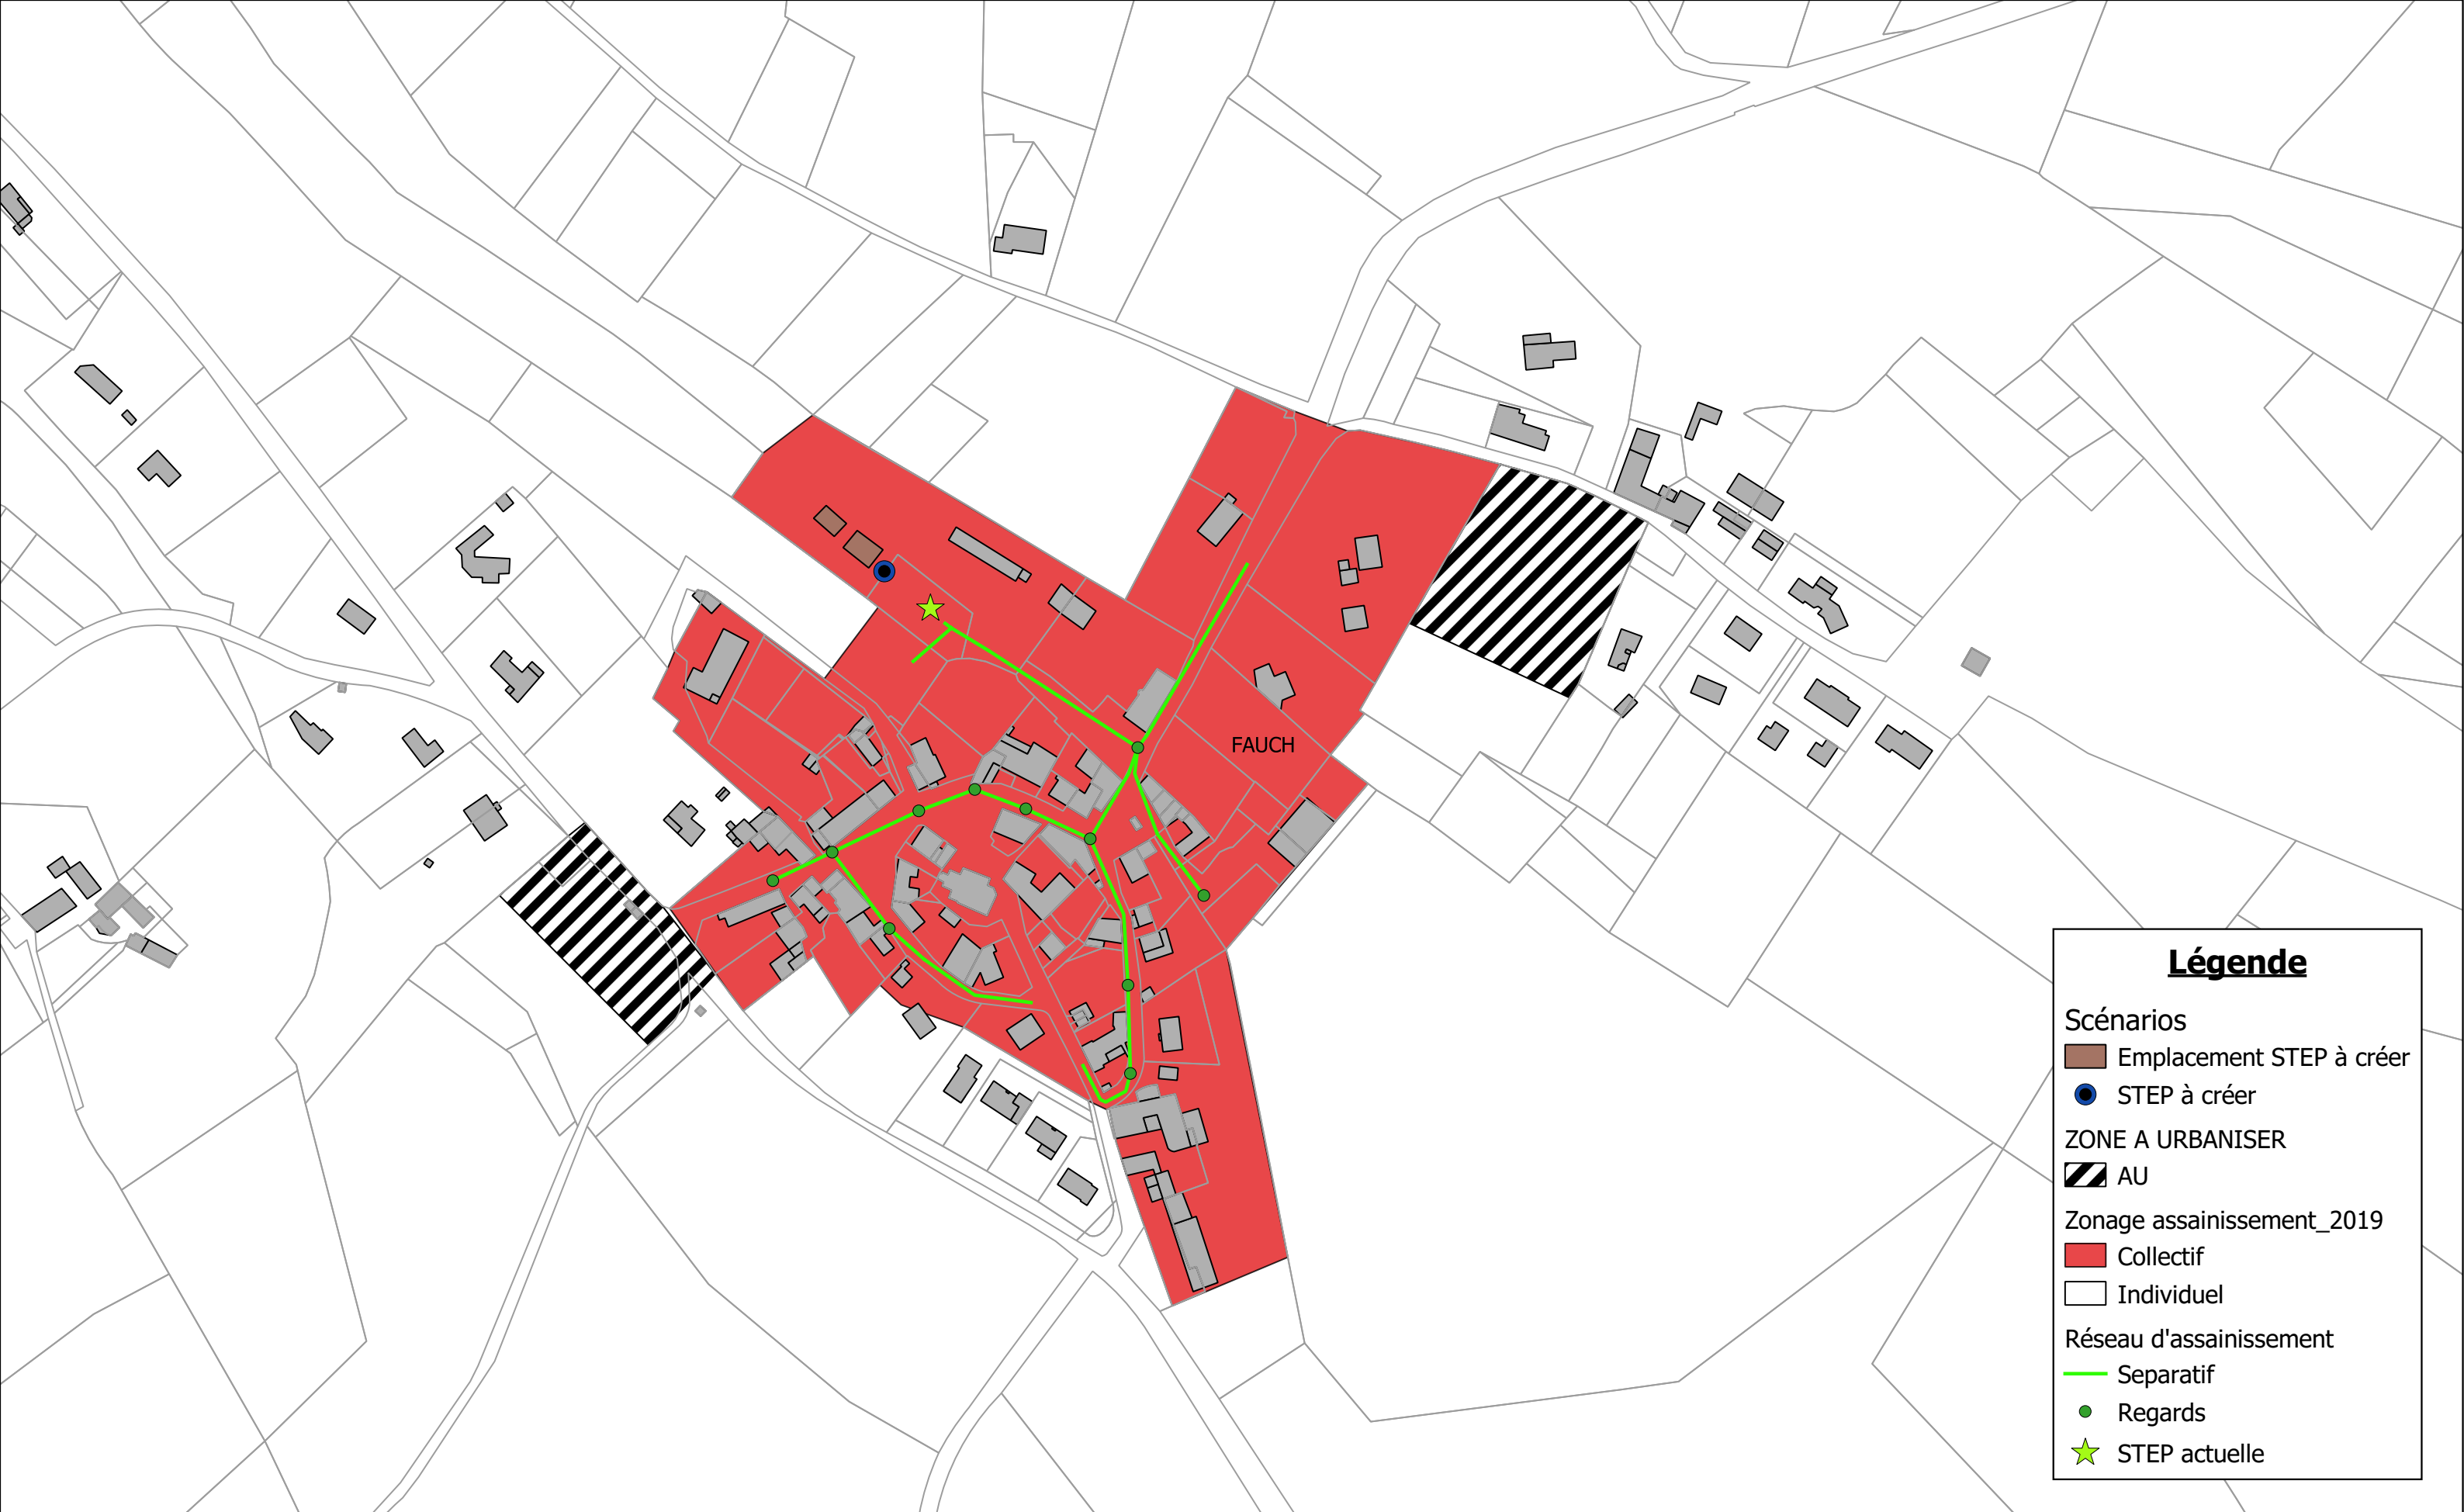 FAUCH
Légende
Scénarios
Emplacement STEP à créer
STEP à créer
ZONE A URBANISER
AU
Zonage assainissement_2019
Collectif
Individuel
Réseau d'assainissement
Separatif
Regards
STEP actuelle